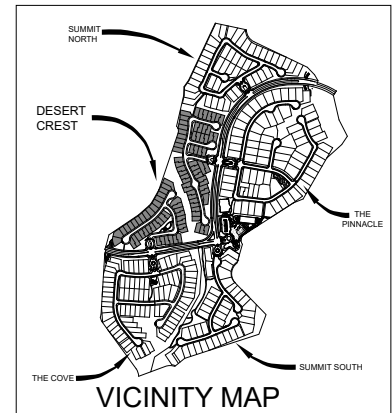 SUMMIT
NORTH
DESERT
CREST
THE
PINNACLE
SUMMIT SOUTH
THE COVE
VICINITY MAP